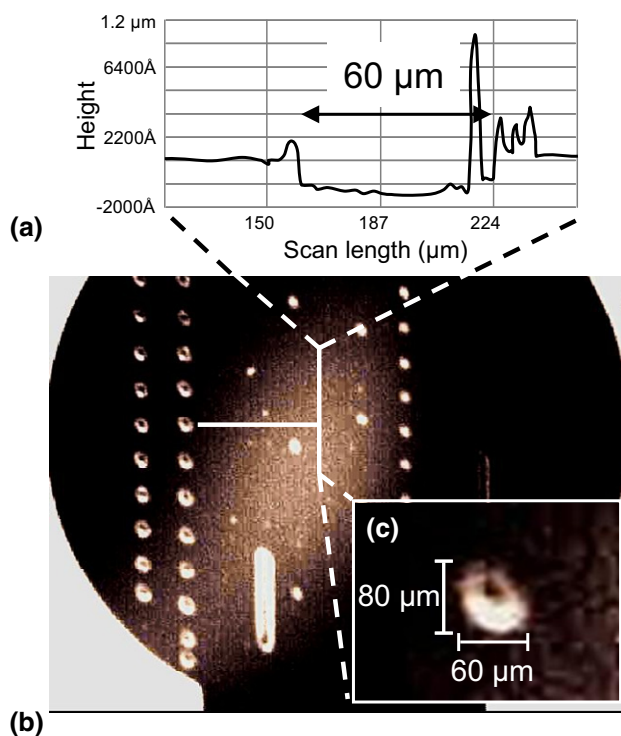 1.2 µm
6400Å
2200Å
-2000Å
Height
60 µm
150
187
224
Scan length (µm)
(a)
(c)
80 µm
60 µm
(b)